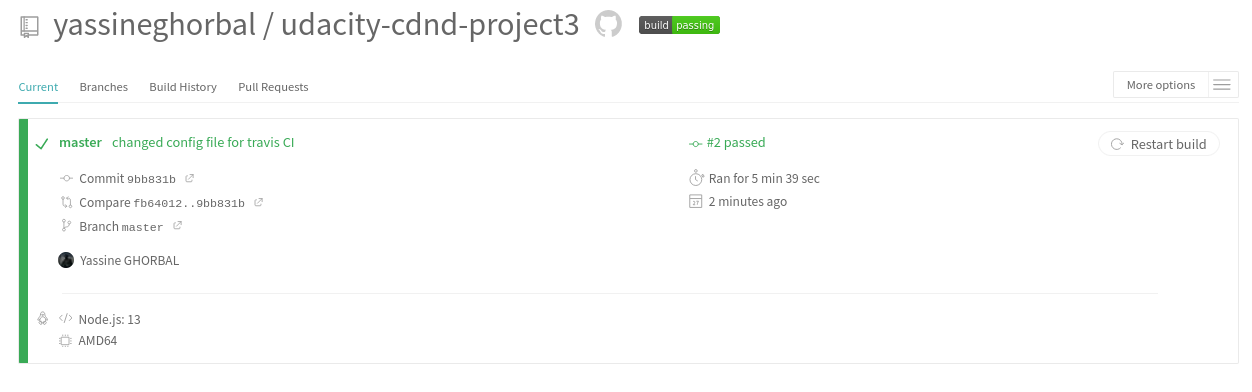 yassineghorbal / udacity-cdnd-project3 build passing
Current Branches Build History Pull Requests More options
master changed config file for travis CI #2 passed Restart build
Commit 9bb831b Ran for 5 min 39 sec
Compare fb64012..9bb831b 2 minutes ago
Branch master
Yassine GHORBAL
Node.js: 13
AMD64